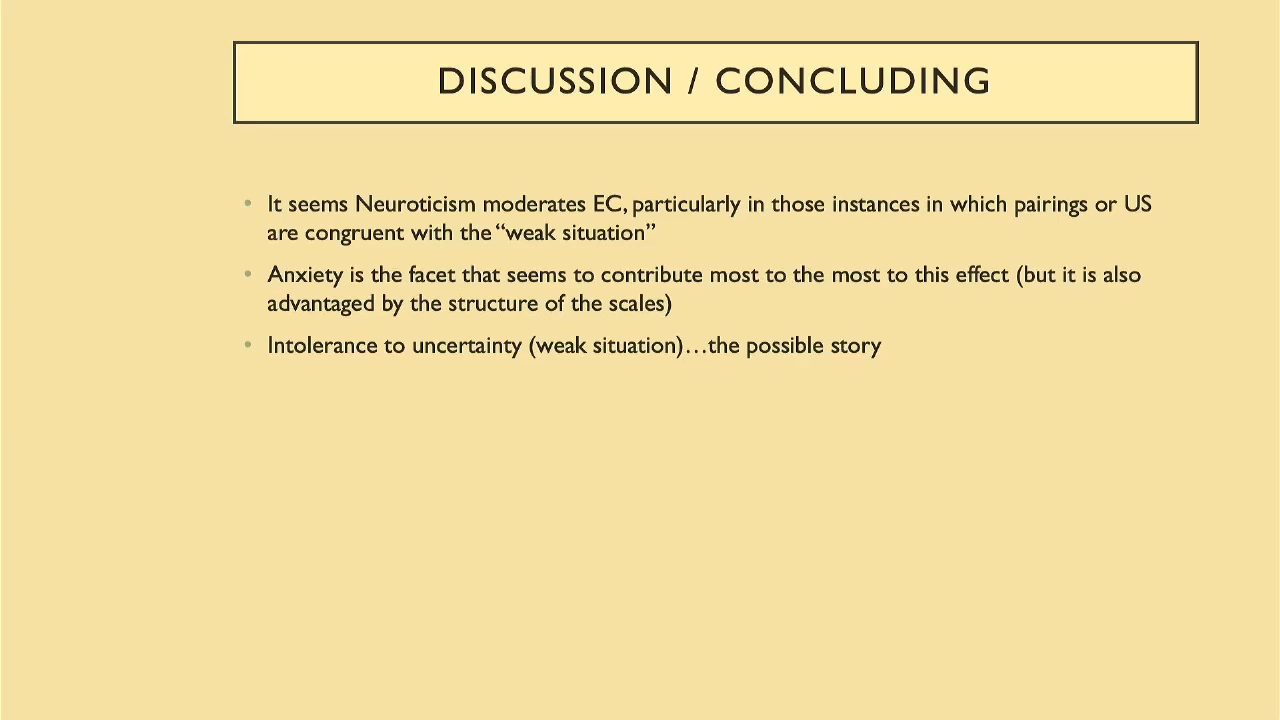 DISCUSSION / CONCLUDING
• It seems Neuroticism moderates EC, particularly in those instances in which pairings or US
are congruent with the “weak situation”
• Anxiety is the facet that seems to contribute most to the most to this effect (but it is also
advantaged by the structure of the scales)
• Intolerance to uncertainty (weak situation)…the possible story